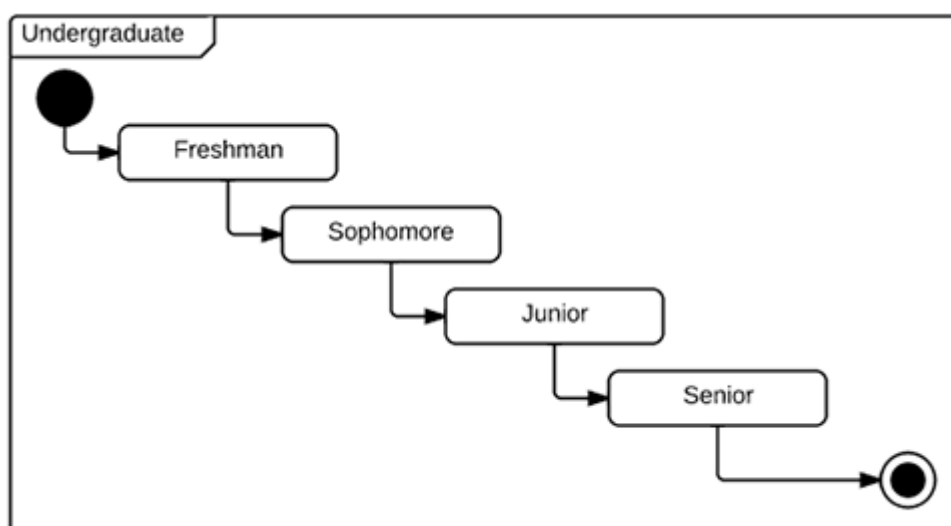 Undergraduate
Freshman
Sophomore
Junior
Senior